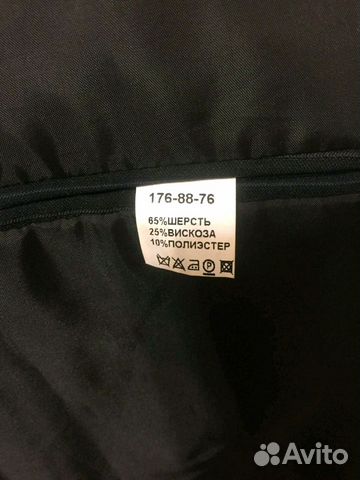 176-88-76
65%ШЕРСТЬ
25%ВИСКОЗА
10%ПОЛИЭСТЕР
P
Avito